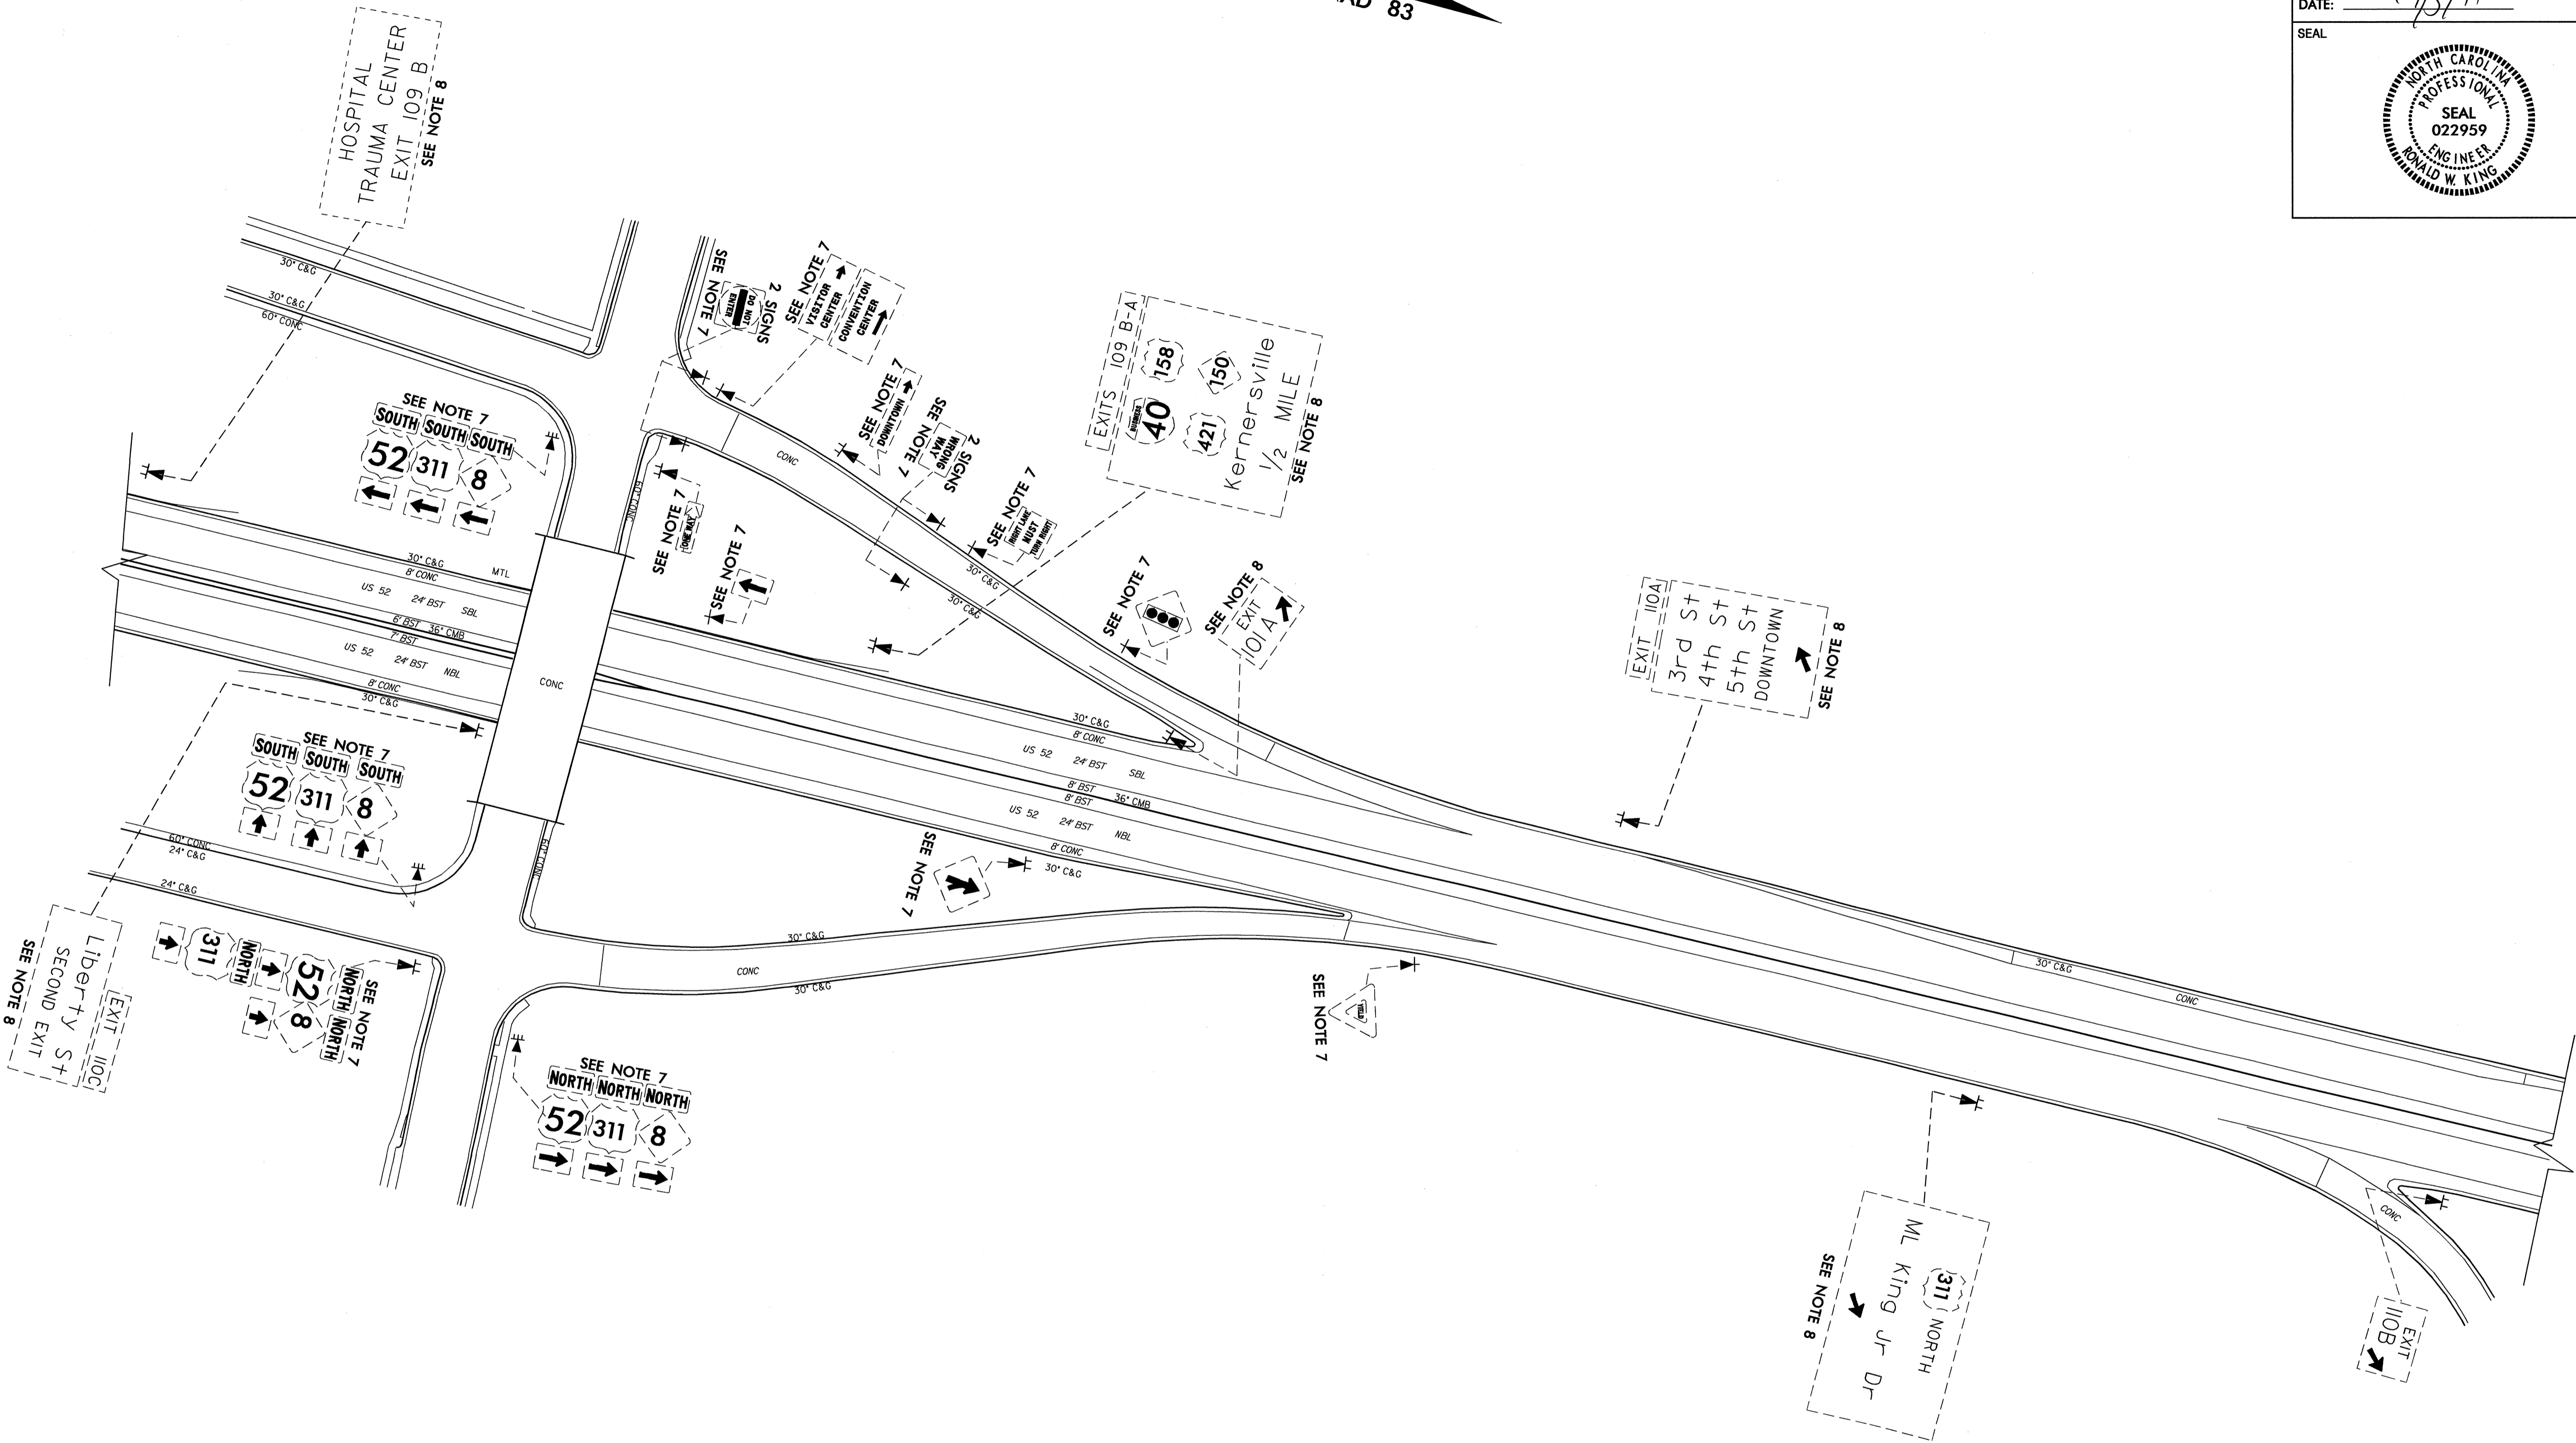 83
DATE:
SEAL
NORTH CAROLINA
PROFESSIONAL
SEAL
022959
ENGINEER
RONALD W. KING
HOSPITAL
TRAUMA CENTER
EXIT 109 B
SEE NOTE 8
30" C&G
30" C&G
60" CONC
SEE NOTE 7
SOUTH SOUTH SOUTH
52 311 8
SEE NOTE 7
DO NOT
ENTER
2 SIGNS
SEE NOTE 7
VISITOR
CENTER
CONVENTION
CENTER
SEE NOTE 7
DOWNTOWN
SEE NOTE 7
WRONG
WAY
2 SIGNS
SEE NOTE 7
RIGHT LANE
MUST
TURN RIGHT
EXITS 109 B-A
BUSINESS
40 158
421 150
Kernersville
1/2 MILE
SEE NOTE 8
CONC
60" CONC
SEE NOTE 7
ONE WAY
SEE NOTE 7
30" C&G
30" C&G
SEE NOTE 7
SEE NOTE 8
EXIT
101 A
EXIT 110A
3rd St
4th St
5th St
DOWNTOWN
SEE NOTE 8
30" C&G
8' CONC
MTL
US 52 24' BST SBL
6' BST 36" CMB
7' BST
US 52 24' BST NBL
8' CONC
30" C&G
CONC
30" C&G
8' CONC
US 52 24' BST SBL
8' BST 36" CMB
8' BST
US 52 24' BST NBL
8' CONC
30" C&G
SEE NOTE 7
SEE NOTE 7
SOUTH SOUTH SOUTH
52 311 8
60" CONC
24" C&G
24" C&G
60" CONC
30" C&G
CONC
30" C&G
30" C&G
CONC
EXIT 110C
Liberty St
SECOND EXIT
SEE NOTE 8
NORTH
311
SEE NOTE 7
NORTH NORTH
52 8
SEE NOTE 7
NORTH NORTH NORTH
52 311 8
SEE NOTE 7
YIELD
311 NORTH
ML King Jr Dr
SEE NOTE 8
CONC
EXIT
110B